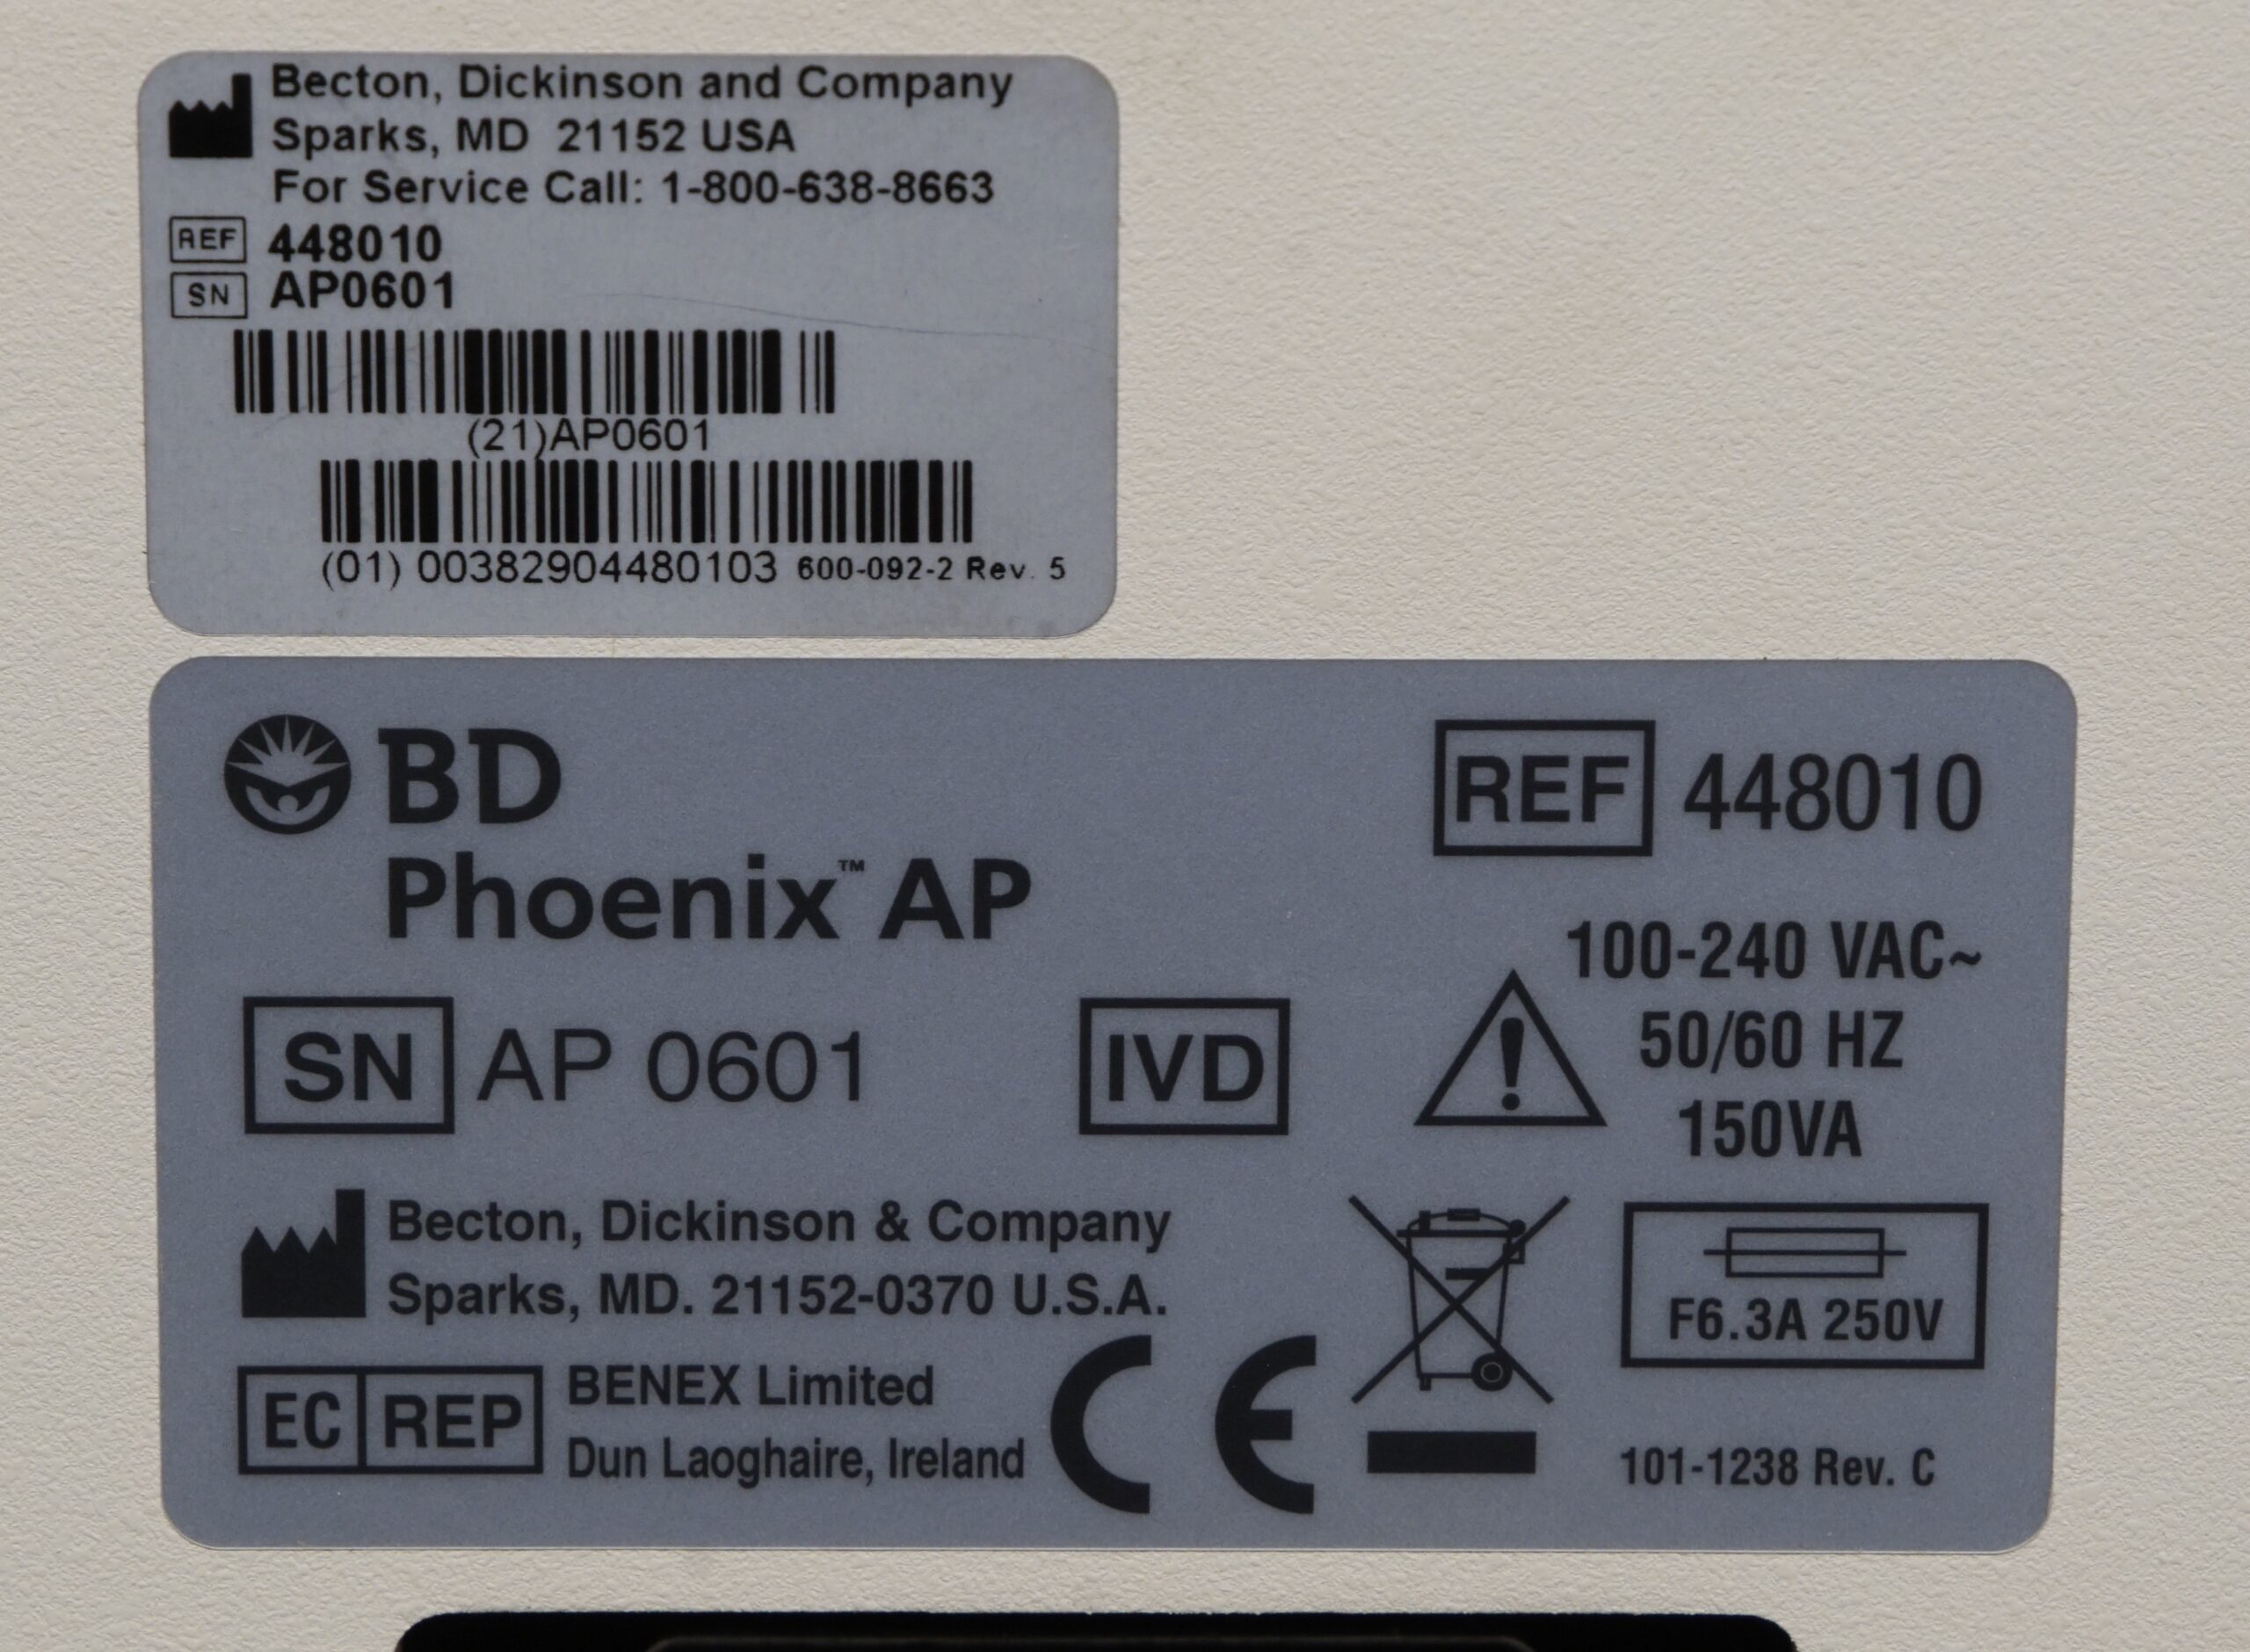 Becton, Dickinson and Company
Sparks, MD 21152 USA
For Service Call: 1-800-638-8663
REF 448010
SN AP0601
(21)AP0601
(01) 00382904480103 600-092-2 Rev. 5
BD
Phoenix™ AP
REF 448010
SN AP 0601
IVD
100-240 VAC~
50/60 HZ
150VA
Becton, Dickinson & Company
Sparks, MD. 21152-0370 U.S.A.
F6.3A 250V
EC REP BENEX Limited
Dun Laoghaire, Ireland
CE
101-1238 Rev. C